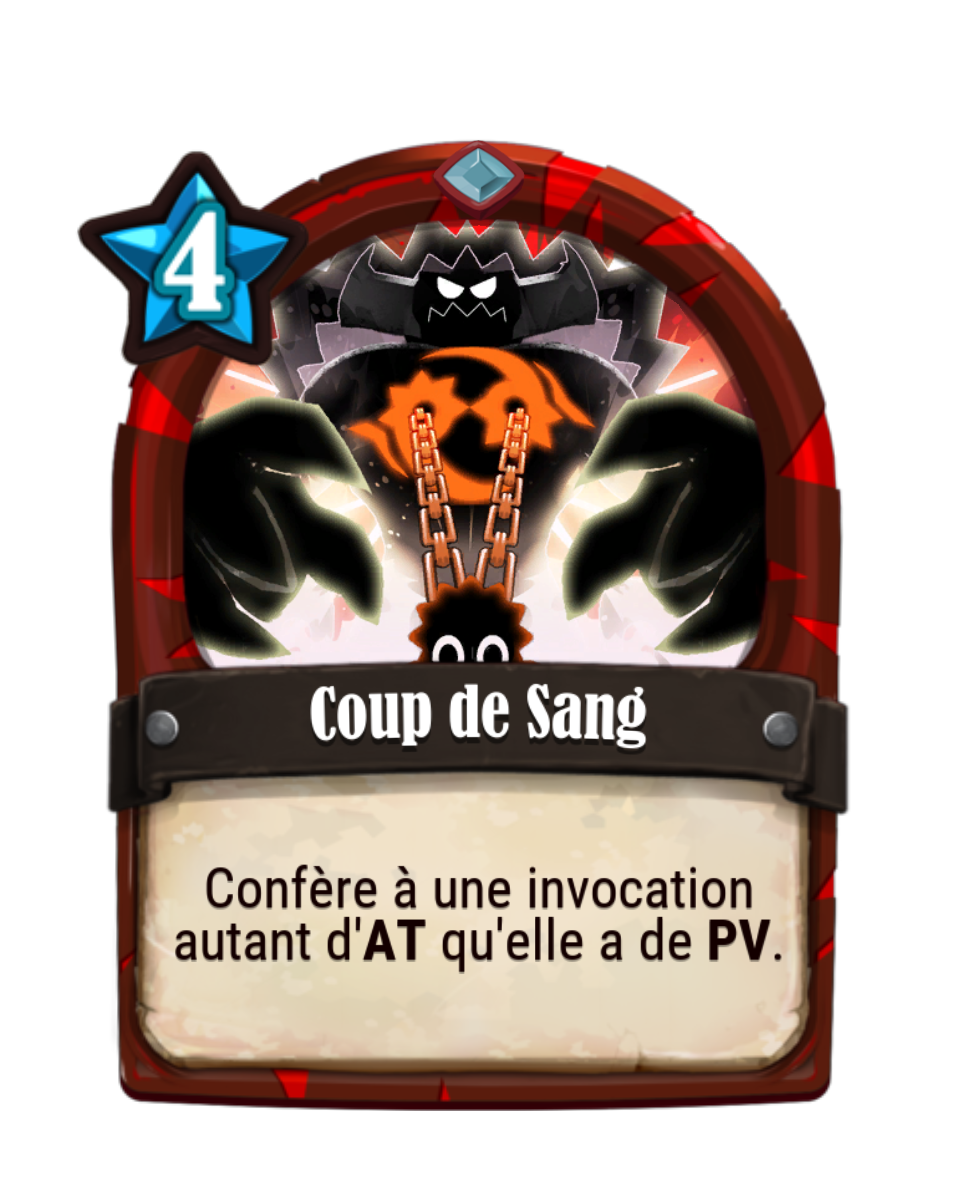 4
Coup de Sang
Confère à une invocation
autant d'AT qu'elle a de PV.